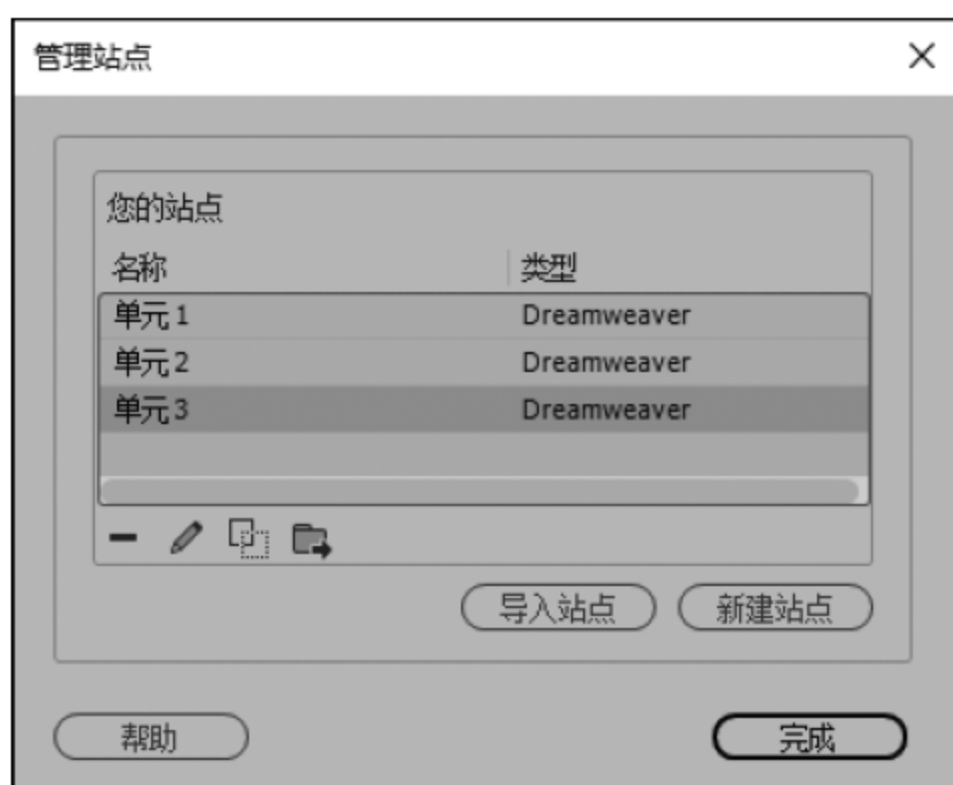 管理站点
您的站点
名称 类型
单元1 Dreamweaver
单元2 Dreamweaver
单元3 Dreamweaver
导入站点 新建站点
帮助 完成